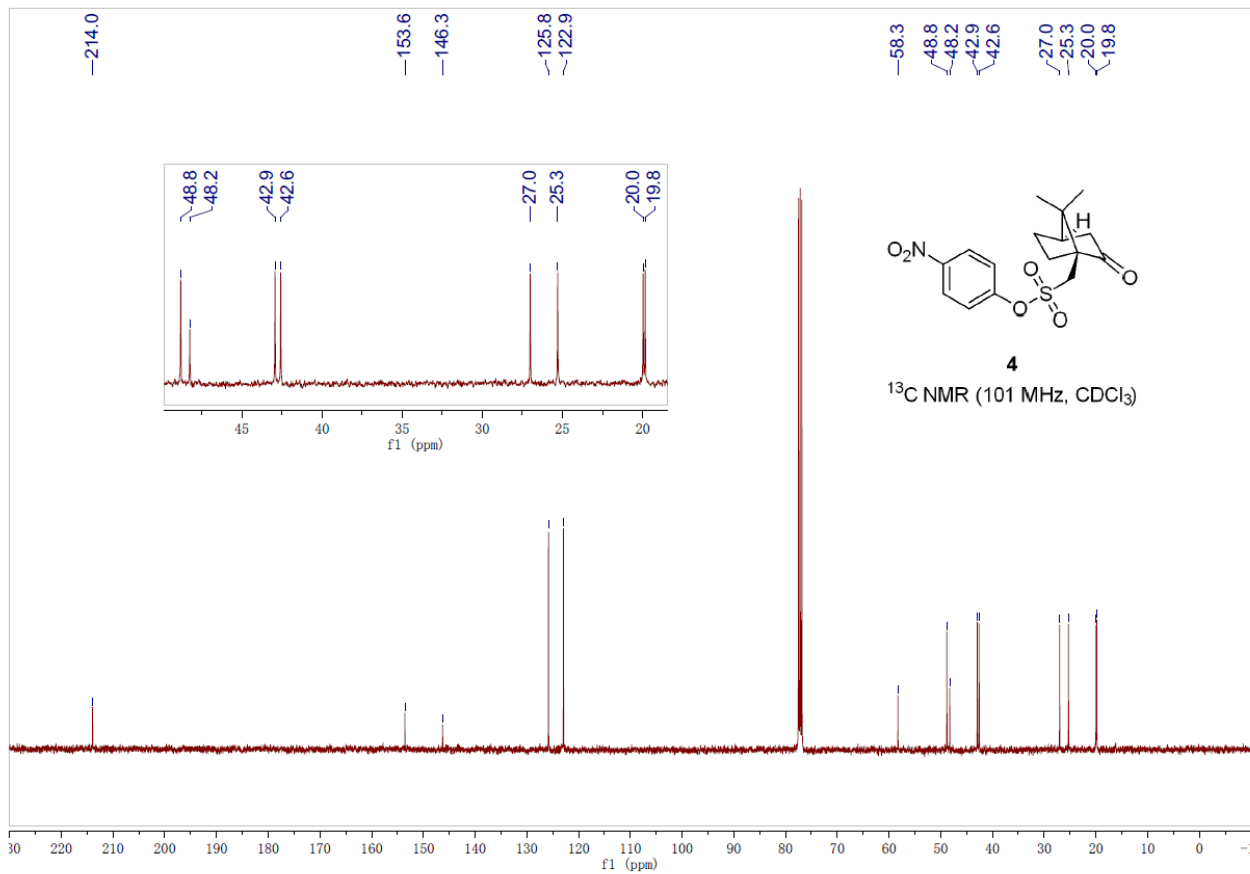 214.0 153.6 146.3 125.8 122.9 58.3 48.8 48.2 42.9 42.6 27.0 25.3 20.0 19.8
48.8 48.2 42.9 42.6 27.0 25.3 20.0 19.8
45 40 35 30 25 20
f1 (ppm)
H
O2N
O
O
S
O
O
4
13C NMR (101 MHz, CDCl3)
30 220 210 200 190 180 170 160 150 140 130 120 110 100 90 80 70 60 50 40 30 20 10 0 -1
f1 (ppm)